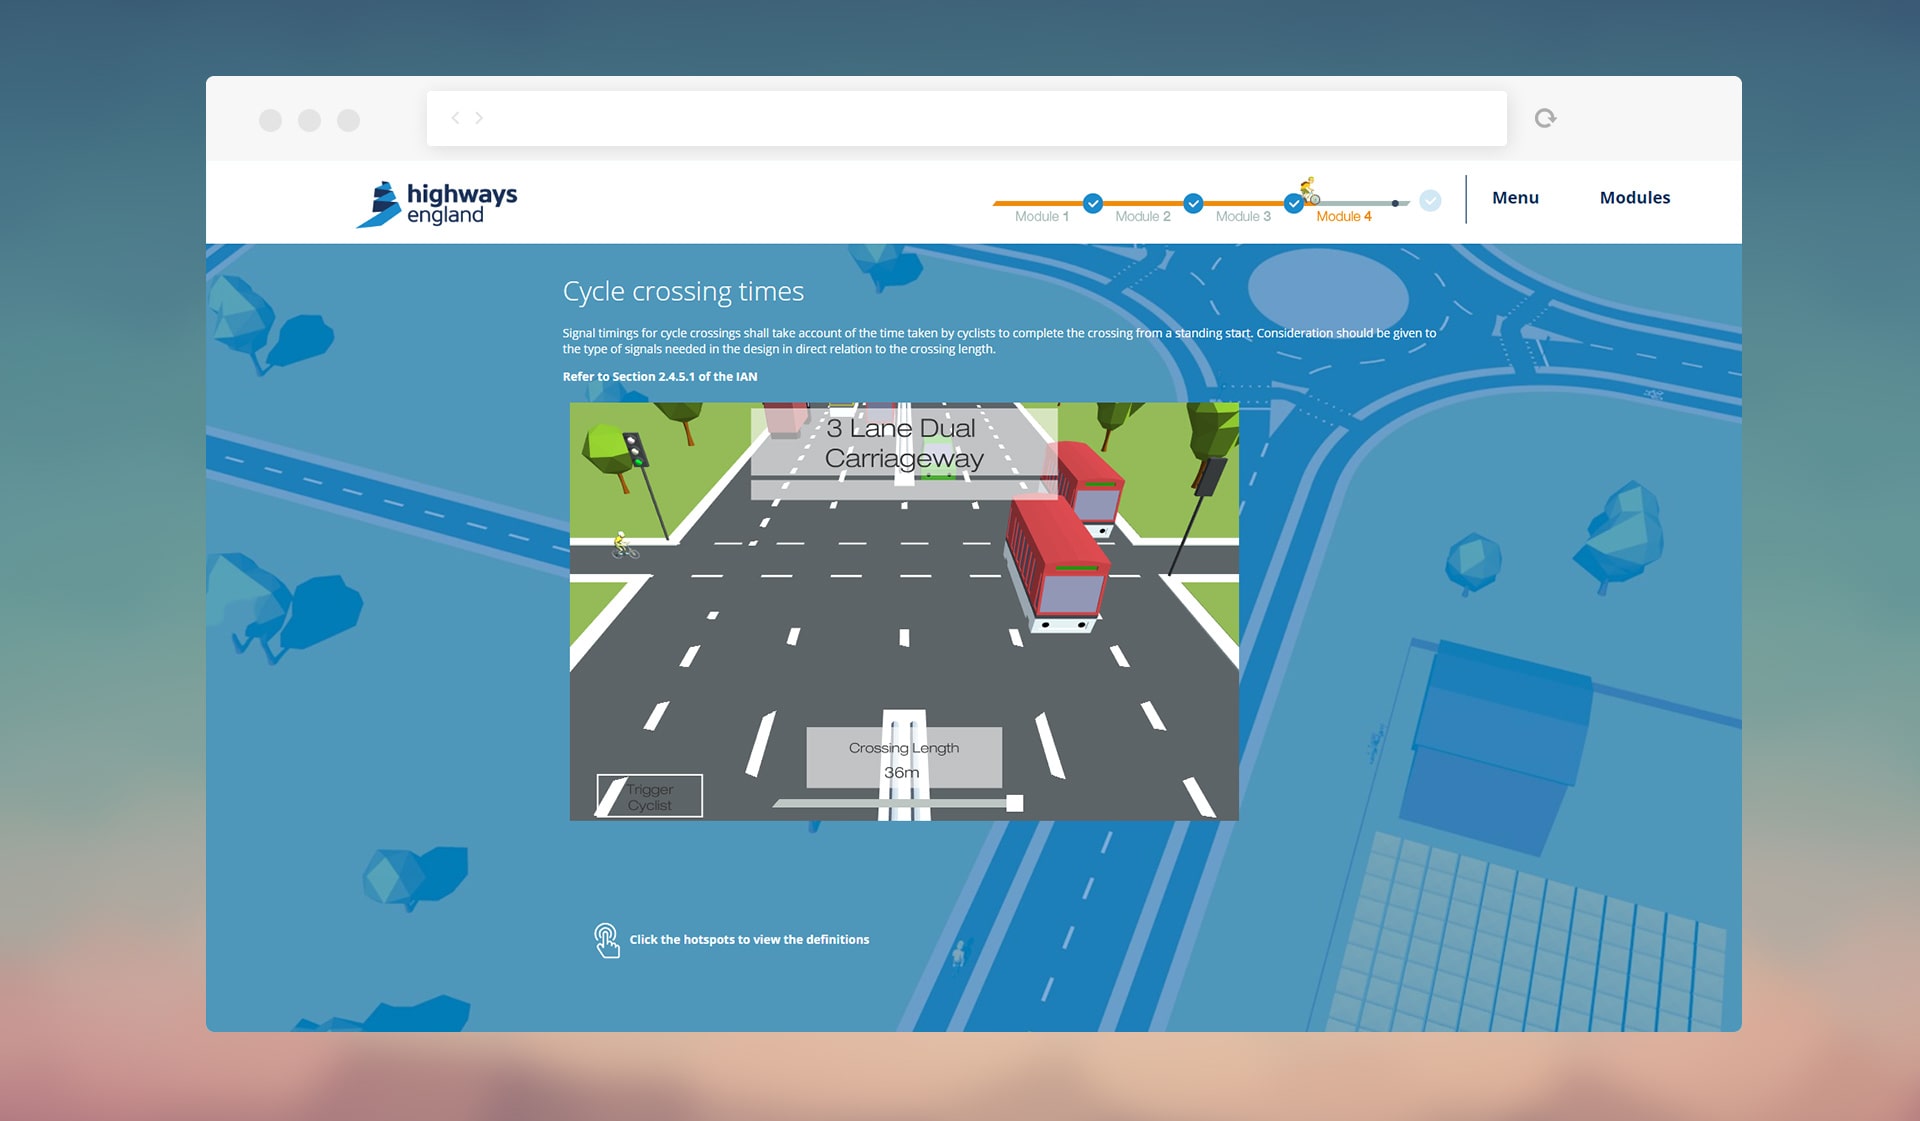 highways
england
Module 1
Module 2
Module 3
Module 4
Menu
Modules
Cycle crossing times
Signal timings for cycle crossings shall take account of the time taken by cyclists to complete the crossing from a standing start. Consideration should be given to
the type of signals needed in the design in direct relation to the crossing length.
Refer to Section 2.4.5.1 of the IAN
3 Lane Dual
Carriageway
Crossing Length
36m
Trigger
Cyclist
Click the hotspots to view the definitions